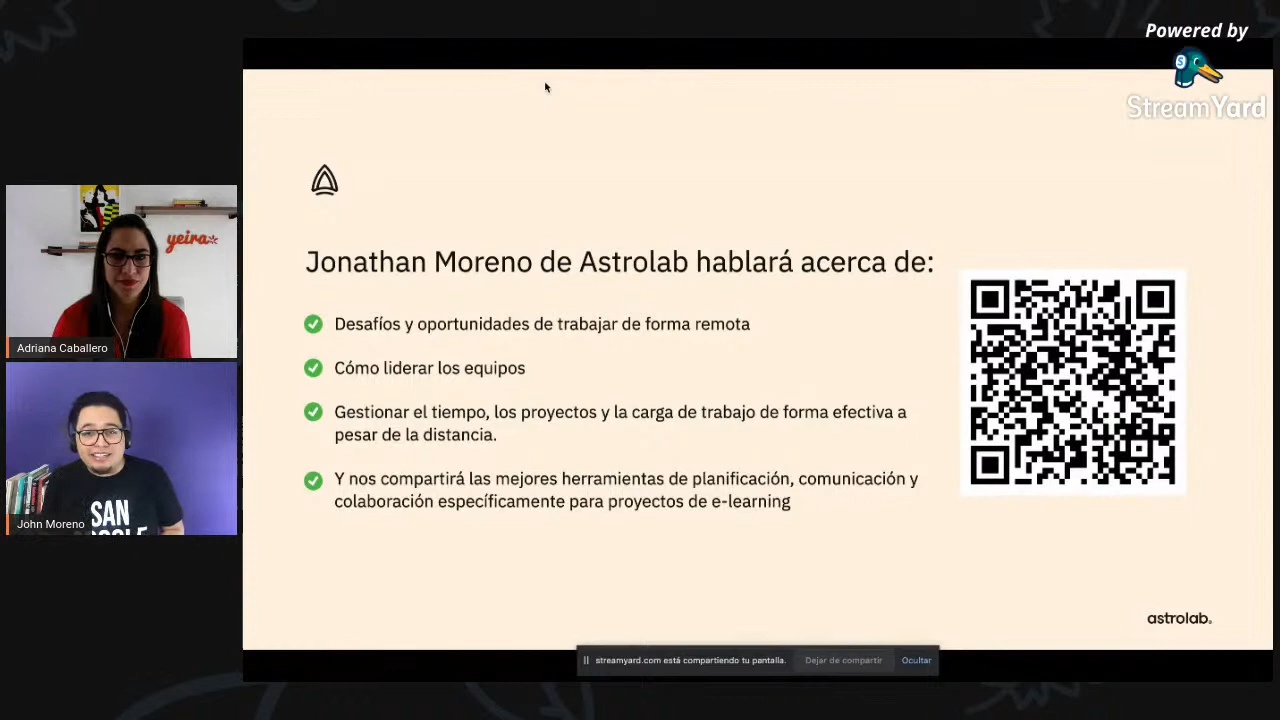 Powered by
StreamYard
yeira
Adriana Caballero
SAN
John Moreno
Jonathan Moreno de Astrolab hablará acerca de:
Desafíos y oportunidades de trabajar de forma remota
Cómo liderar los equipos
Gestionar el tiempo, los proyectos y la carga de trabajo de forma efectiva a
pesar de la distancia.
Y nos compartirá las mejores herramientas de planificación, comunicación y
colaboración específicamente para proyectos de e-learning
astrolab.
streamyard.com está compartiendo tu pantalla.
Dejar de compartir
Ocultar